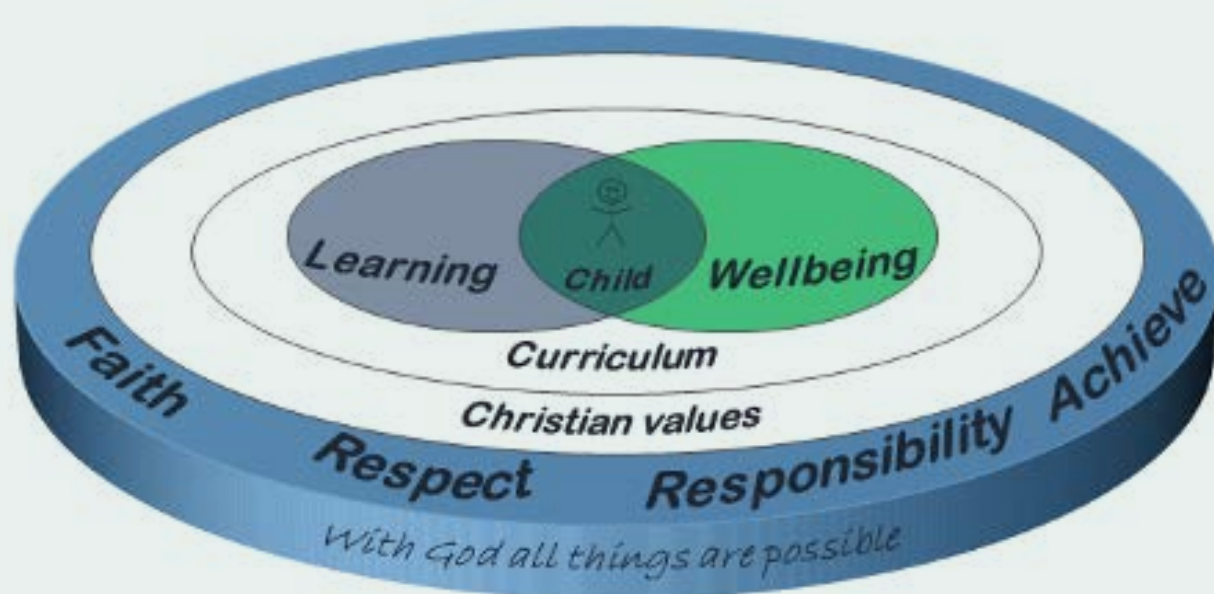 Learning
Child
Wellbeing
Curriculum
Christian values
Faith
Respect
Responsibility
Achieve
With God all things are possible